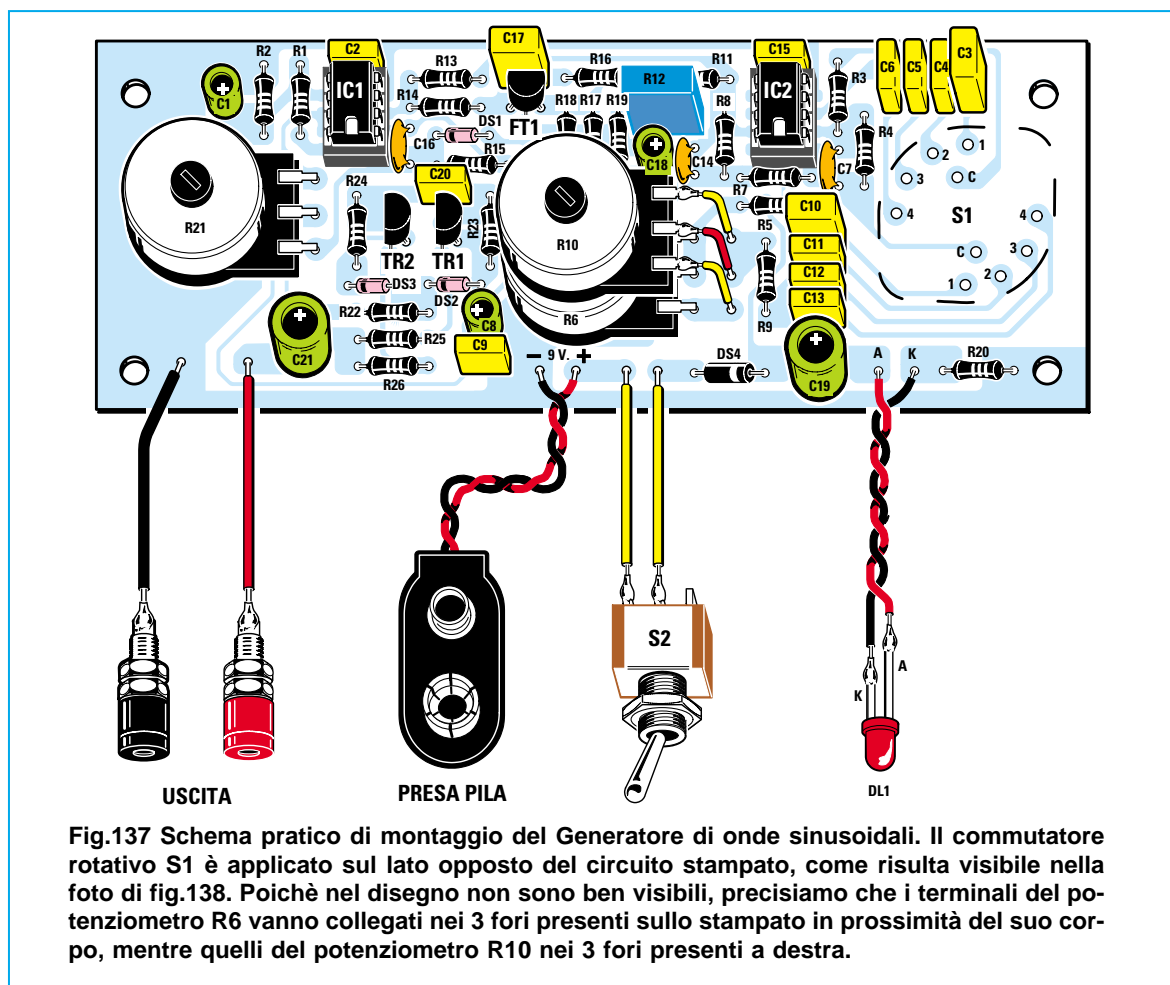 R2 R1 C2 R13 C17 R16 R11 C15 R3 C6 C5 C4 C3
C1 IC1 R14 DS1 FT1 R18 R17 R19 R12 R8 IC2 R4
C16 R15 C18 C14 C7 2 1
R21 R24 C20 R23 R10 R7 C10 3 C
TR2 TR1 R5 C11 4 S1 4
DS3 DS2 C12 C 3
R22 C8 R6 R9 C13 1 2
C21 R25 C9 – 9 V. + DS4 C19 A K R20
R26
S2
A
K
USCITA
PRESA PILA
DL1
Fig.137 Schema pratico di montaggio del Generatore di onde sinusoidali. Il commutatore
rotativo S1 è applicato sul lato opposto del circuito stampato, come risulta visibile nella
foto di fig.138. Poichè nel disegno non sono ben visibili, precisiamo che i terminali del po-
tenziometro R6 vanno collegati nei 3 fori presenti sullo stampato in prossimità del suo cor-
po, mentre quelli del potenziometro R10 nei 3 fori presenti a destra.